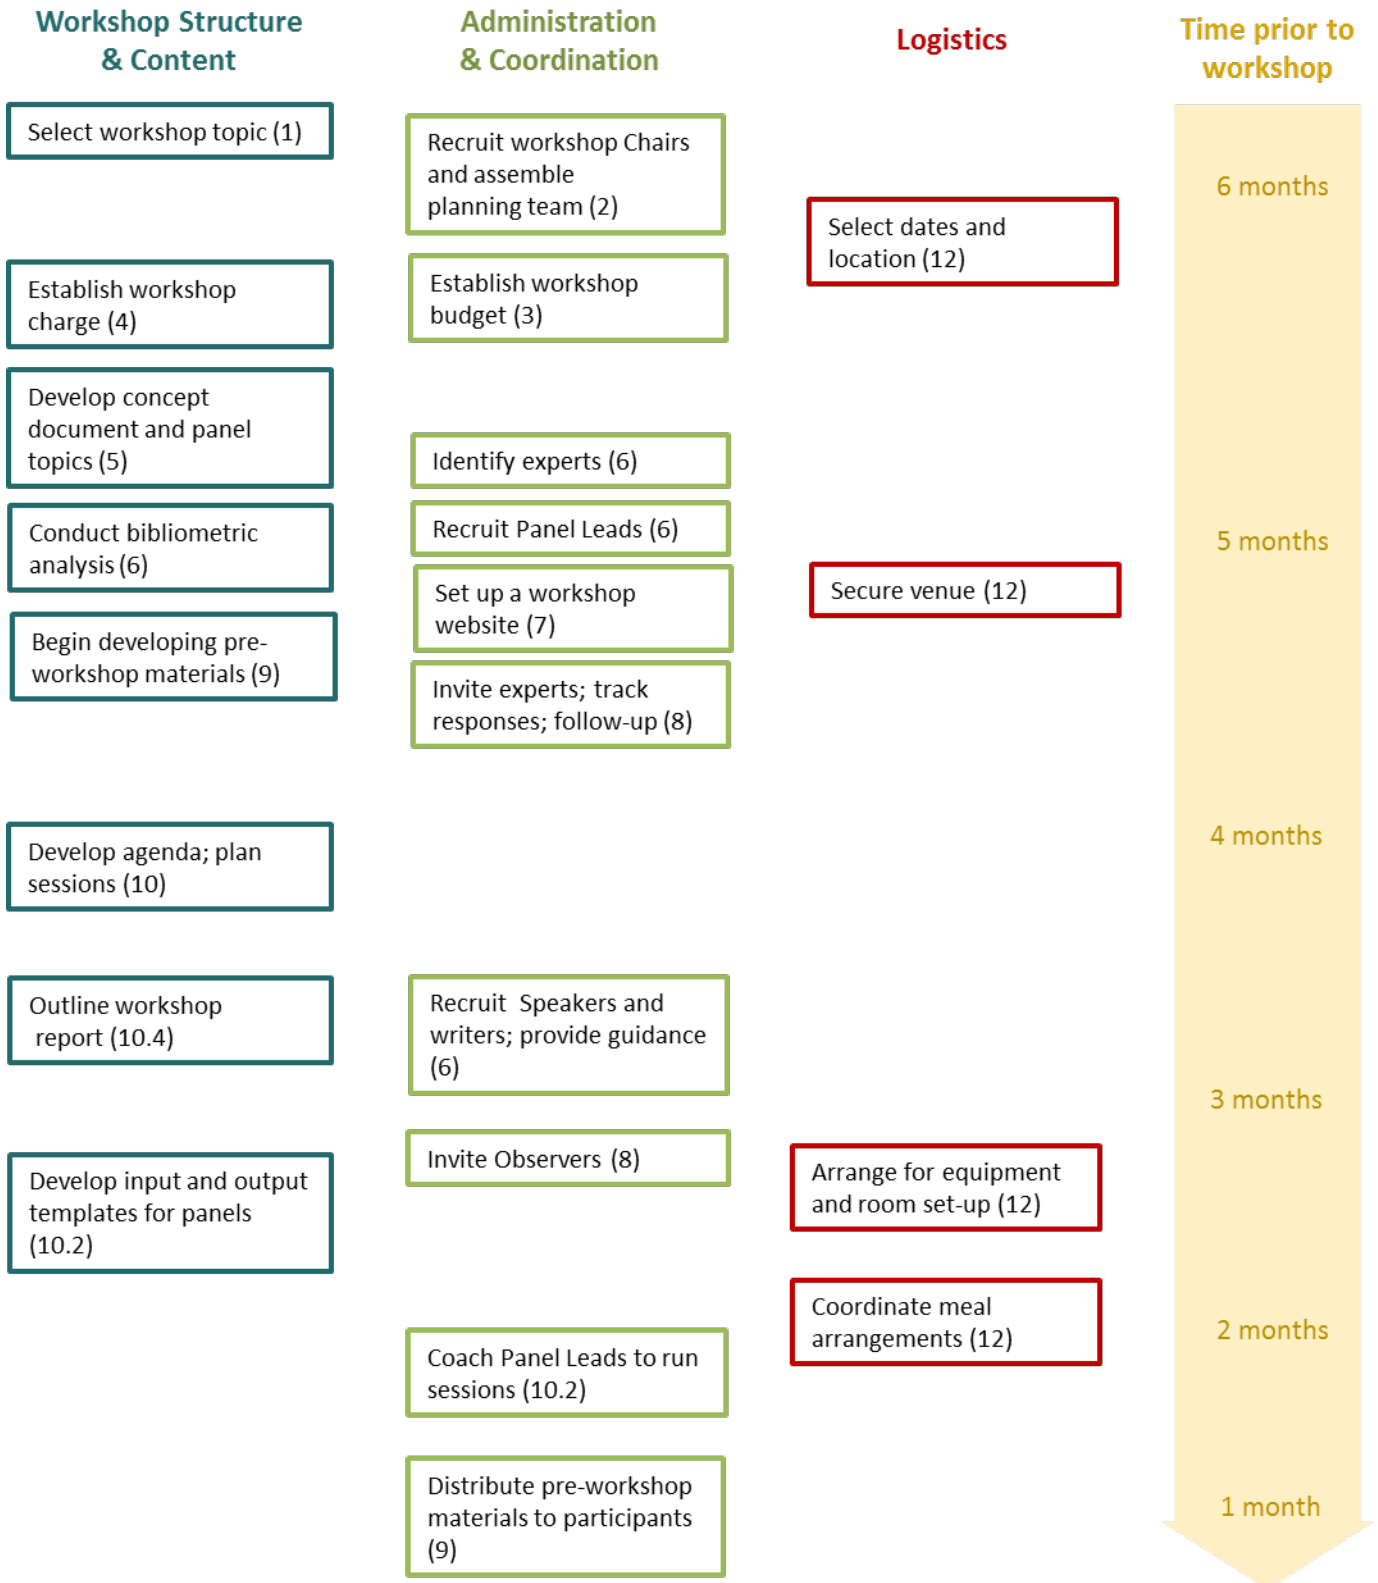 Workshop Structure
& Content
Select workshop topic (1)
Establish workshop
charge (4)
Develop concept
document and panel
topics (5)
Conduct bibliometric
analysis (6)
Begin developing pre-
workshop materials (9)
Develop agenda; plan
sessions (10)
Outline workshop
report (10.4)
Develop input and output
templates for panels
(10.2)
Administration
& Coordination
Recruit workshop Chairs
and assemble
planning team (2)
Establish workshop
budget (3)
Identify experts (6)
Recruit Panel Leads (6)
Set up a workshop
website (7)
Invite experts; track
responses; follow-up (8)
Recruit Speakers and
writers; provide guidance
(6)
Invite Observers (8)
Coach Panel Leads to run
sessions (10.2)
Distribute pre-workshop
materials to participants
(9)
Logistics
Select dates and
location (12)
Secure venue (12)
Arrange for equipment
and room set-up (12)
Coordinate meal
arrangements (12)
Time prior to
workshop
6 months
5 months
4 months
3 months
2 months
1 month